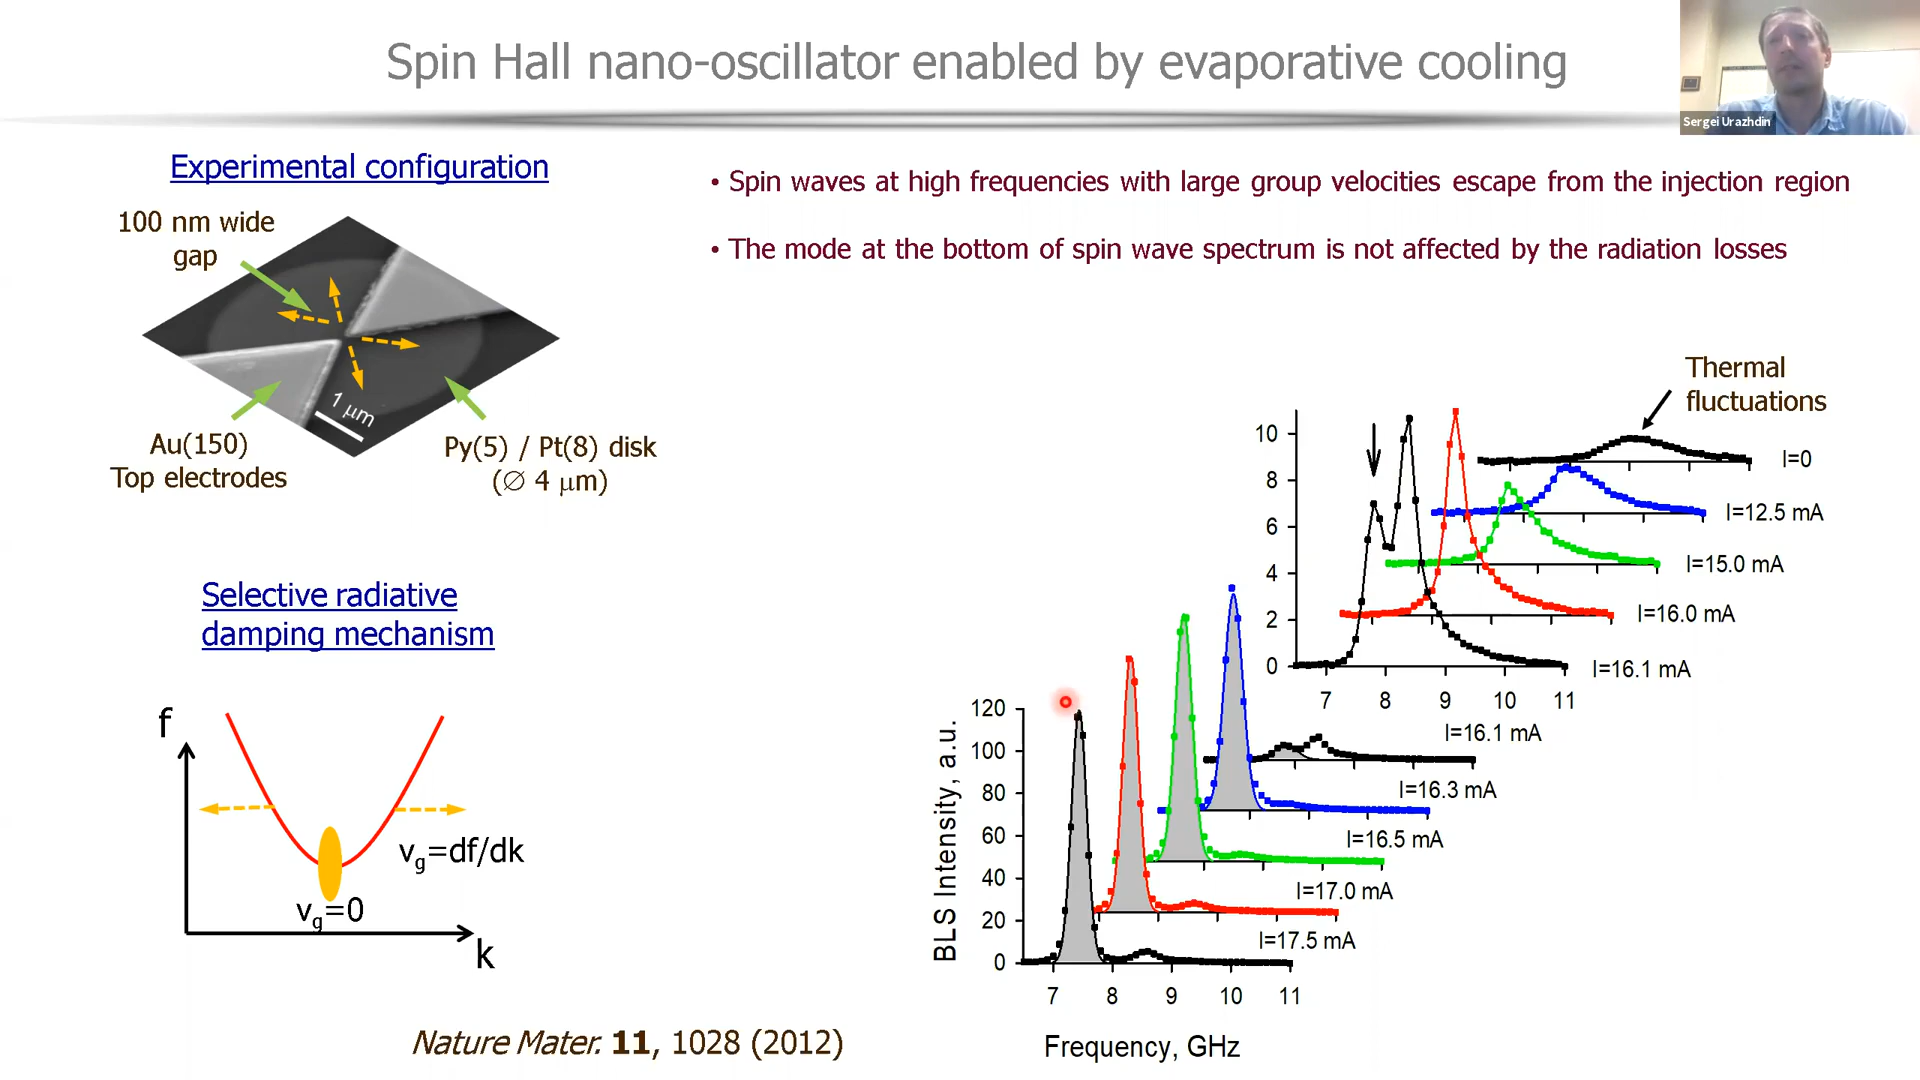 Spin Hall nano-oscillator enabled by evaporative cooling
Sergei Urazhdin
Experimental configuration
100 nm wide
gap
1 μm
Au(150)
Top electrodes
Py(5) / Pt(8) disk
(∅ 4 μm)
• Spin waves at high frequencies with large group velocities escape from the injection region
• The mode at the bottom of spin wave spectrum is not affected by the radiation losses
Selective radiative
damping mechanism
f
vg=df/dk
vg=0
k
Thermal
fluctuations
10
8
6
4
2
0
I=0
I=12.5 mA
I=15.0 mA
I=16.0 mA
I=16.1 mA
7 8 9 10 11
BLS Intensity, a.u.
120
100
80
60
40
20
0
I=16.1 mA
I=16.3 mA
I=16.5 mA
I=17.0 mA
I=17.5 mA
7 8 9 10 11
Frequency, GHz
Nature Mater. 11, 1028 (2012)